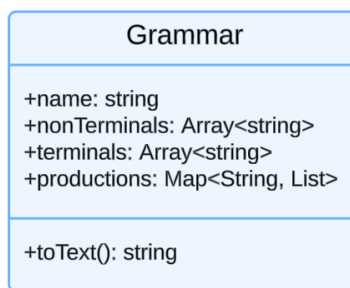 Grammar
+name: string
+nonTerminals: Array<string>
+terminals: Array<string>
+productions: Map<String, List>
+toText(): string